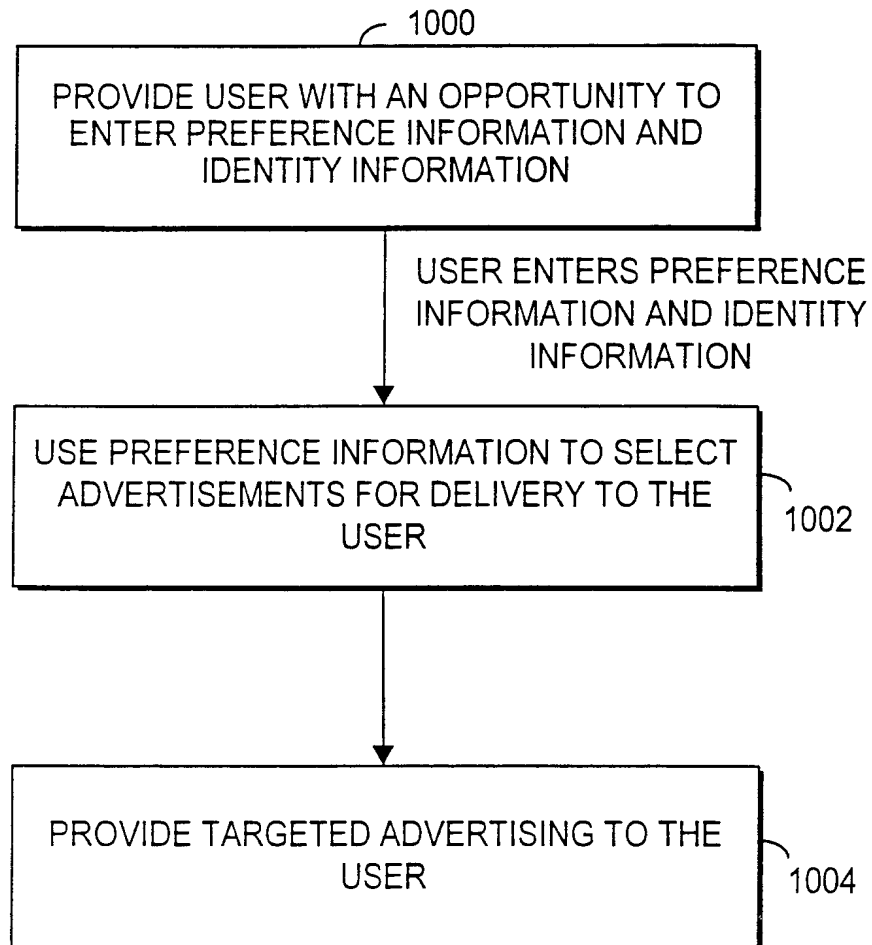 1000
PROVIDE USER WITH AN OPPORTUNITY TO
ENTER PREFERENCE INFORMATION AND
IDENTITY INFORMATION
USER ENTERS PREFERENCE
INFORMATION AND IDENTITY
INFORMATION
USE PREFERENCE INFORMATION TO SELECT
ADVERTISEMENTS FOR DELIVERY TO THE
USER
1002
PROVIDE TARGETED ADVERTISING TO THE
USER
1004